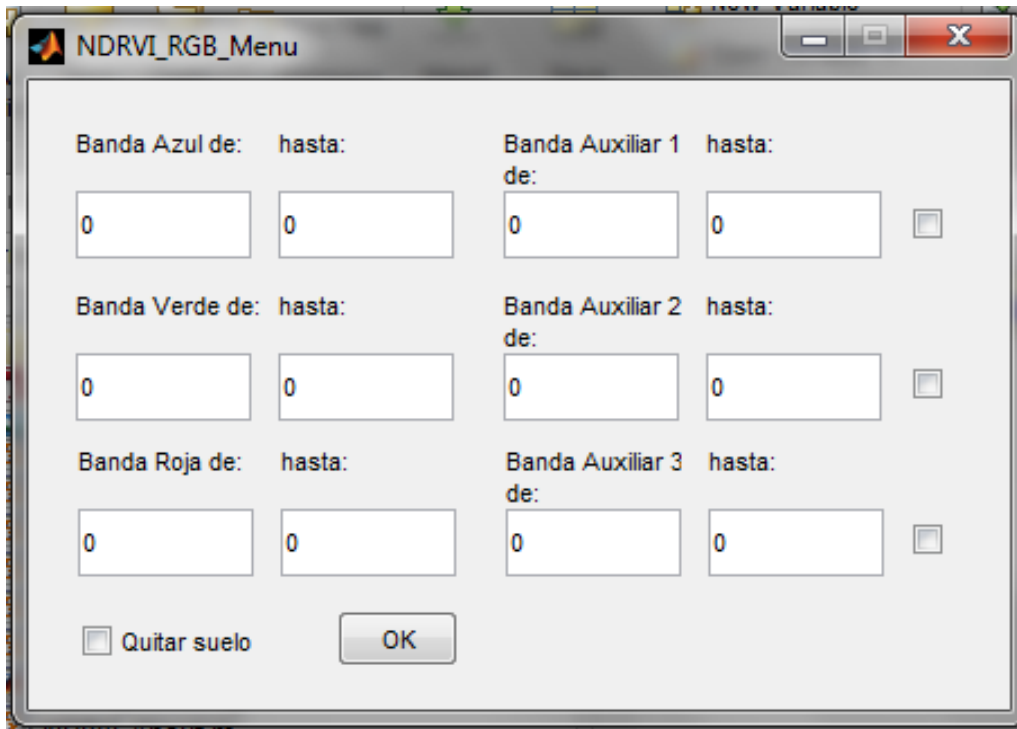 New Variable
NDRVI_RGB_Menu
Banda Azul de: hasta: Banda Auxiliar 1 hasta:
de:
0 0 0 0
Banda Verde de: hasta: Banda Auxiliar 2 hasta:
de:
0 0 0 0
Banda Roja de: hasta: Banda Auxiliar 3 hasta:
de:
0 0 0 0
Quitar suelo OK